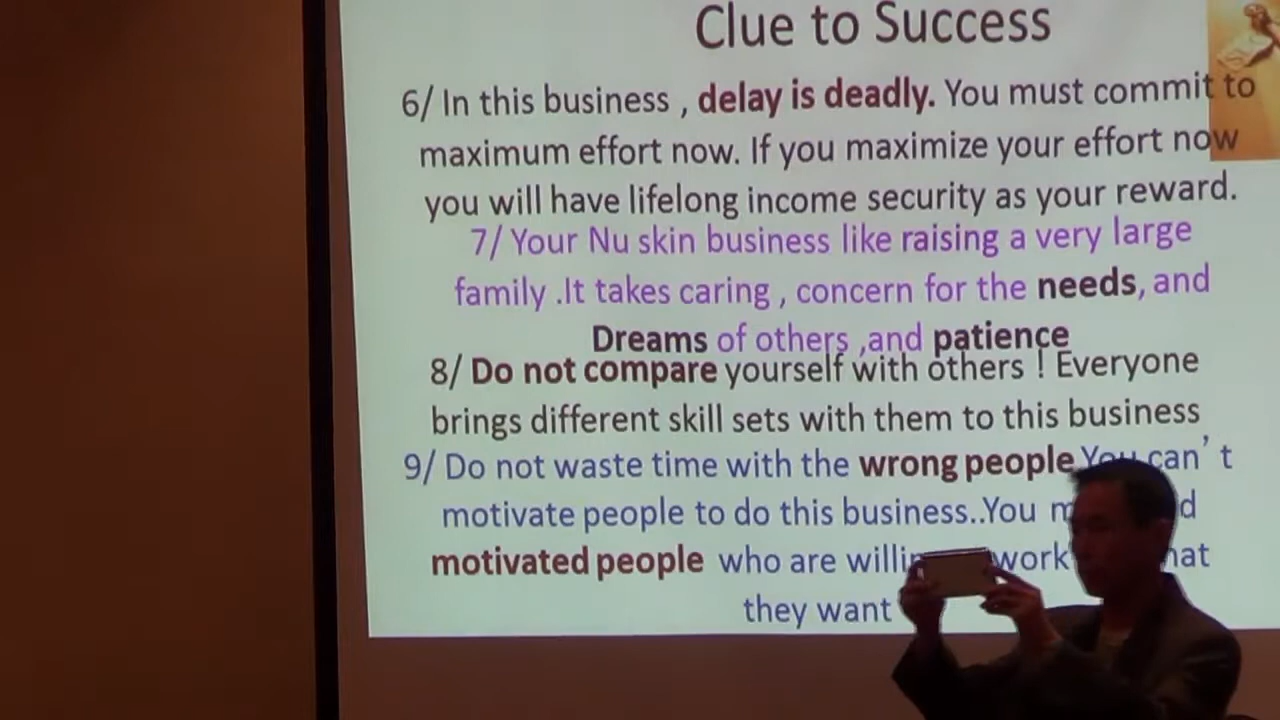 Clue to Success
6/ In this business , delay is deadly. You must commit to
maximum effort now. If you maximize your effort now
you will have lifelong income security as your reward.
7/ Your Nu skin business like raising a very large
family .It takes caring , concern for the needs, and
Dreams of others ,and patience
8/ Do not compare yourself with others ! Everyone
brings different skill sets with them to this business
9/ Do not waste time with the wrong people.You can’t
motivate people to do this business..You
motivated people who are work
they want